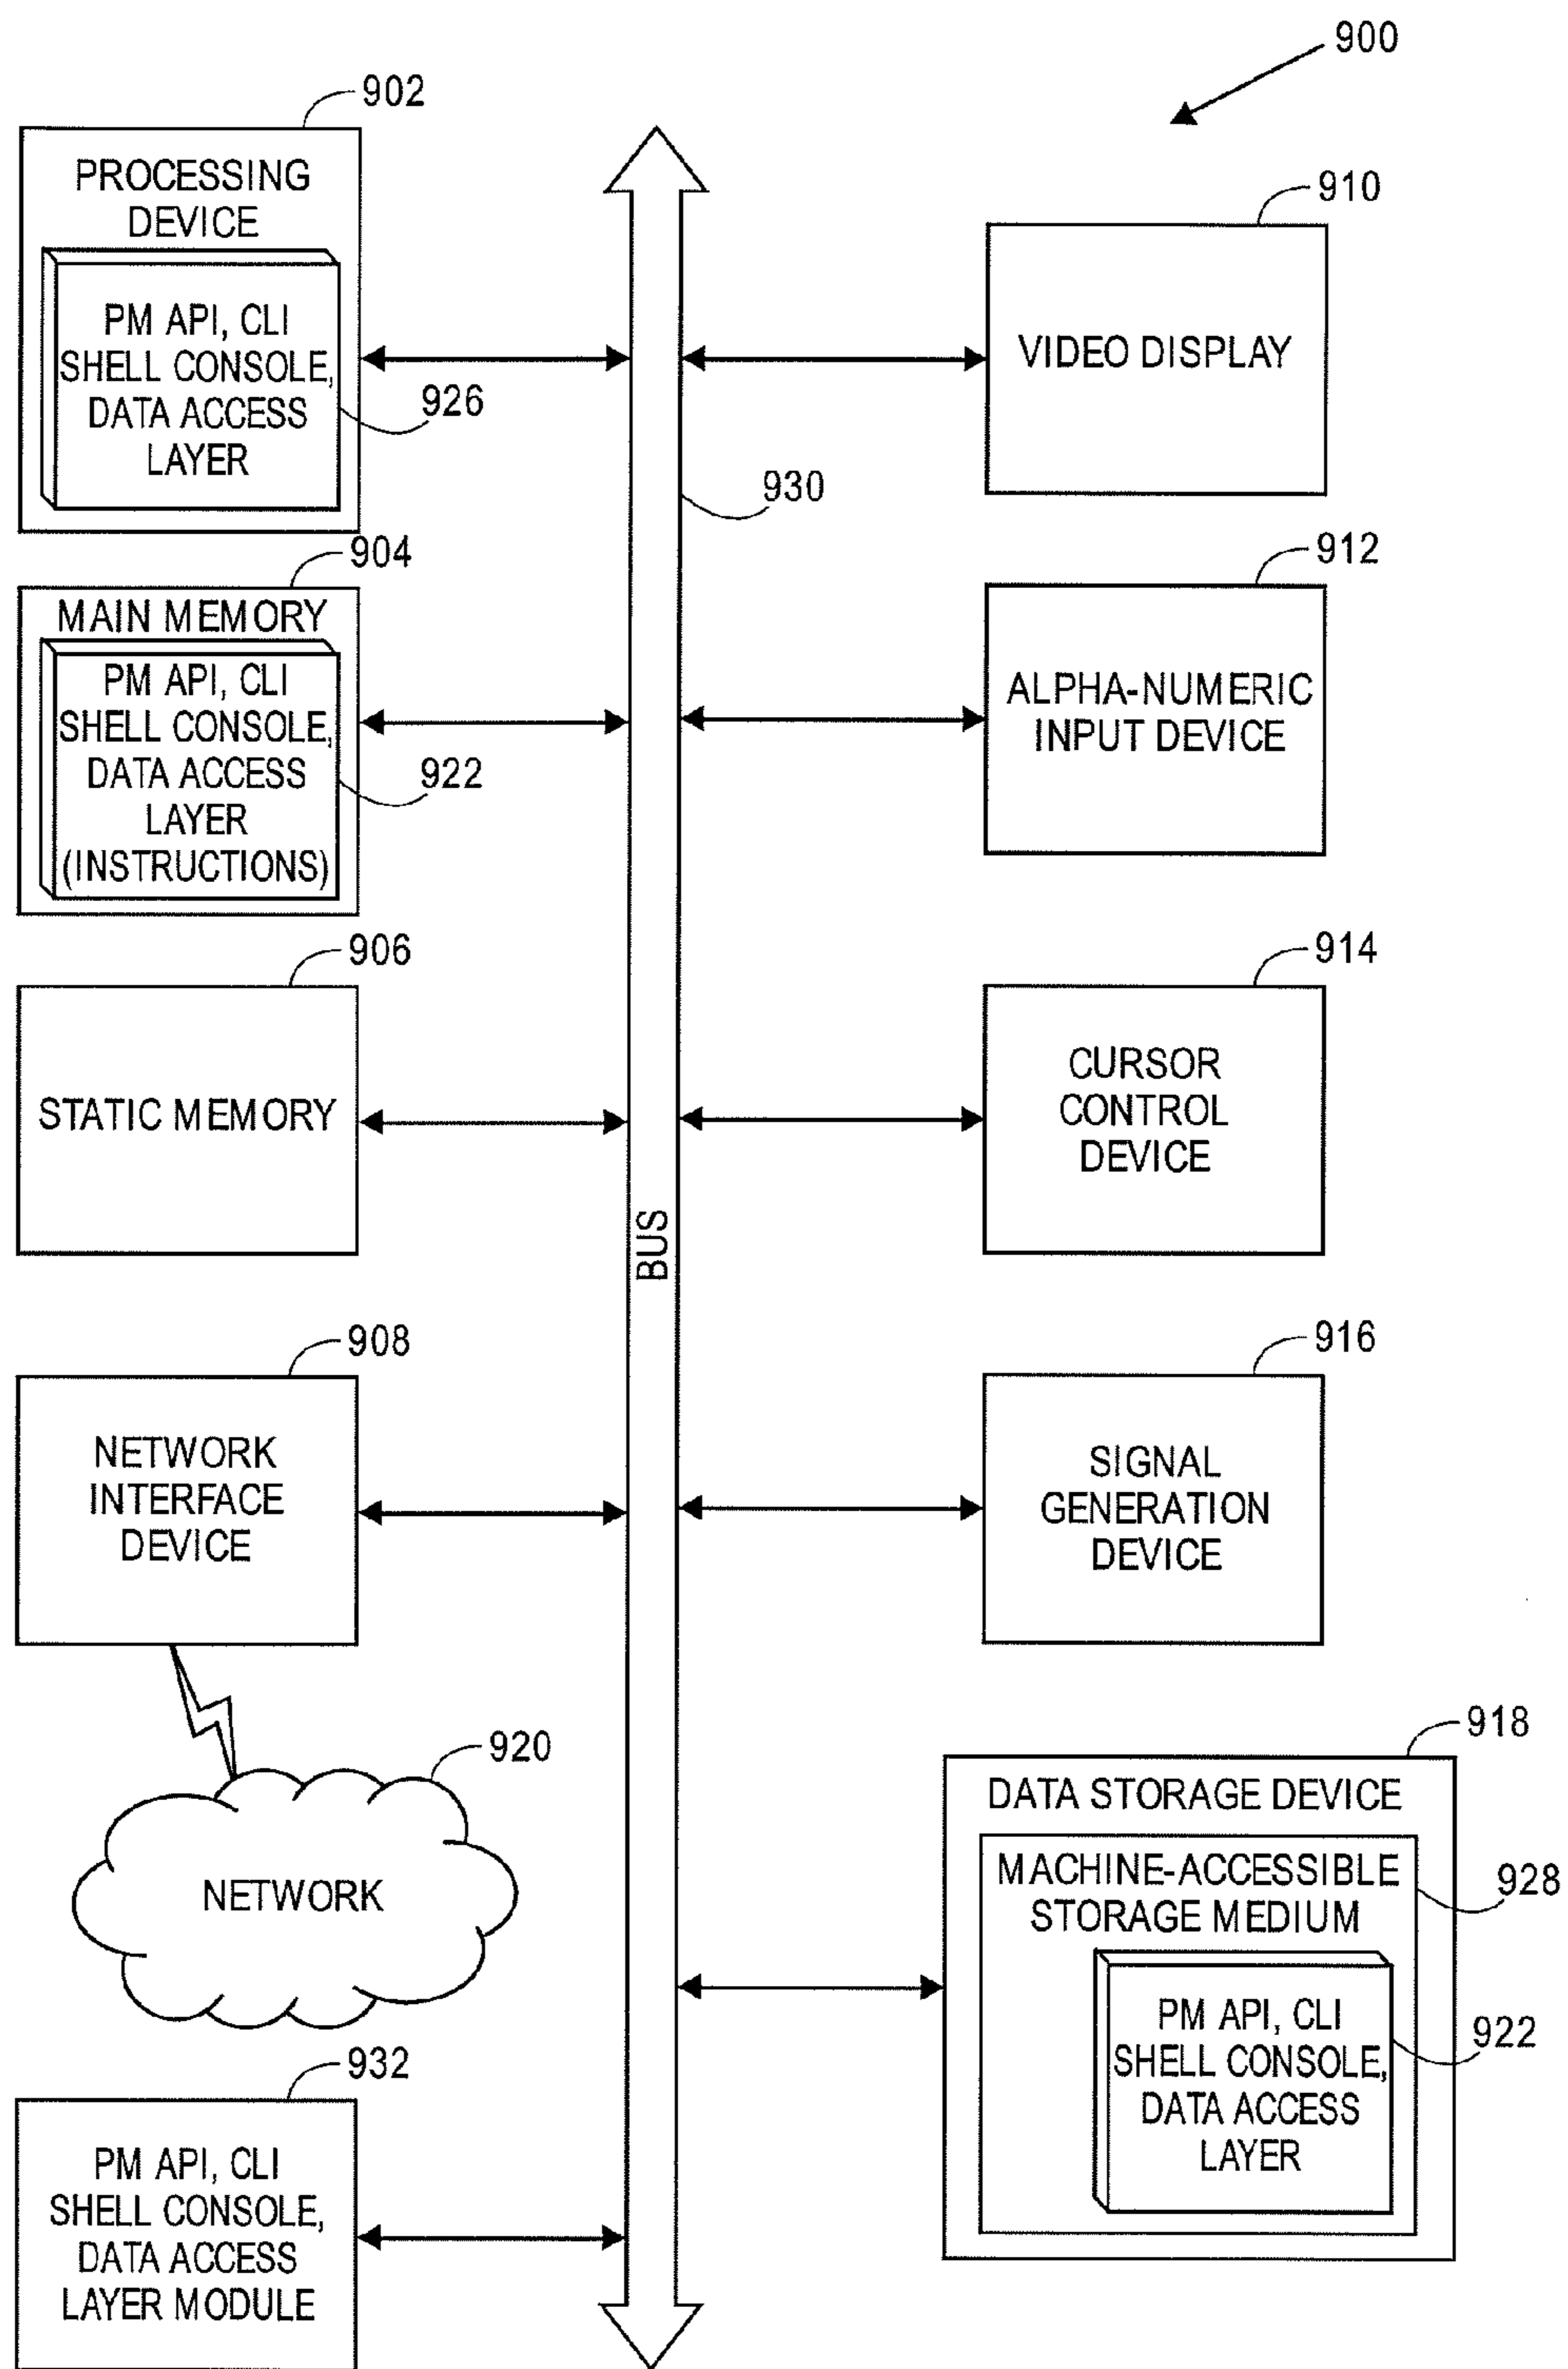 900
902
PROCESSING
DEVICE
PM API, CLI
SHELL CONSOLE,
DATA ACCESS
LAYER
926
904
MAIN MEMORY
PM API, CLI
SHELL CONSOLE,
DATA ACCESS
LAYER
(INSTRUCTIONS)
922
906
STATIC MEMORY
908
NETWORK
INTERFACE
DEVICE
920
NETWORK
932
PM API, CLI
SHELL CONSOLE,
DATA ACCESS
LAYER MODULE
930
BUS
910
VIDEO DISPLAY
912
ALPHA-NUMERIC
INPUT DEVICE
914
CURSOR
CONTROL
DEVICE
916
SIGNAL
GENERATION
DEVICE
918
DATA STORAGE DEVICE
MACHINE-ACCESSIBLE
STORAGE MEDIUM
928
PM API, CLI
SHELL CONSOLE,
DATA ACCESS
LAYER
922